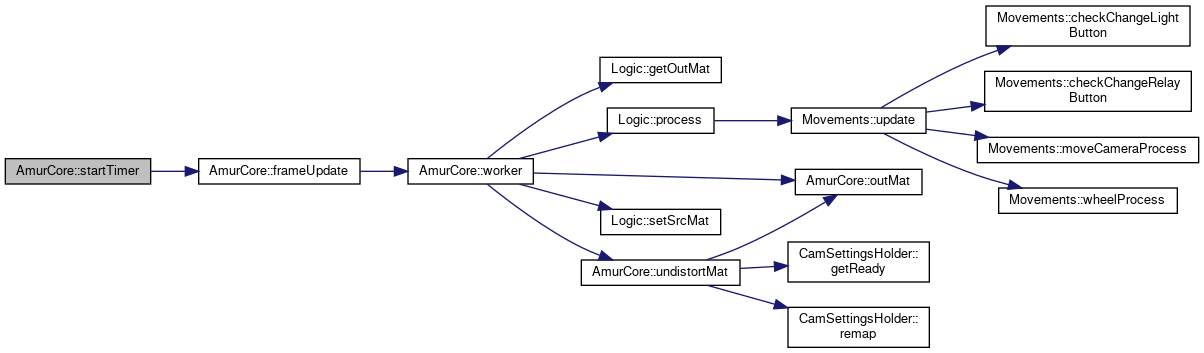 Movements::checkChangeLight
Button
Logic::getOutMat
Movements::checkChangeRelay
Button
Logic::process
Movements::update
Movements::moveCameraProcess
AmurCore::startTimer
AmurCore::frameUpdate
AmurCore::worker
AmurCore::outMat
Movements::wheelProcess
Logic::setSrcMat
CamSettingsHolder::
getReady
AmurCore::undistortMat
CamSettingsHolder::
remap